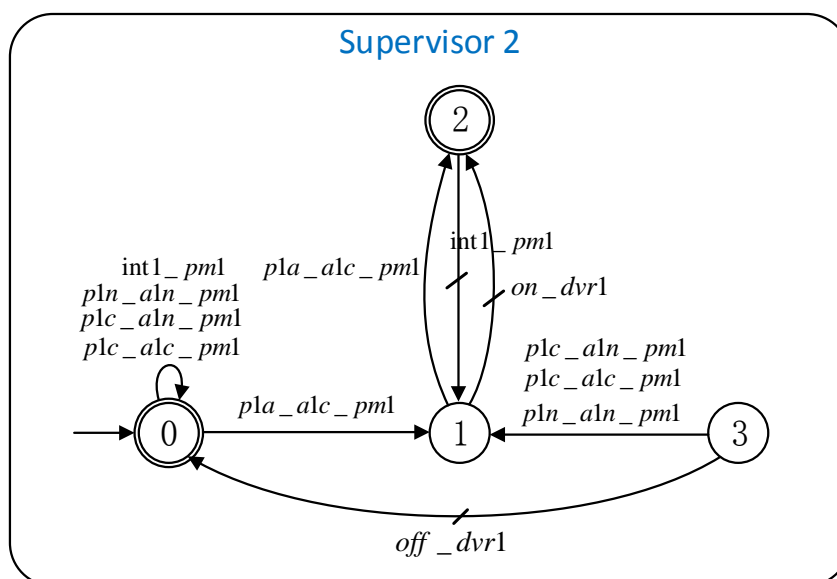 Supervisor 2
2
int1_pm1
p1a_a1c_pm1
on_dvr1
int1_pm1
p1n_a1n_pm1
p1c_a1n_pm1
p1c_a1c_pm1
p1a_a1c_pm1
p1c_a1n_pm1
p1c_a1c_pm1
p1n_a1n_pm1
0
1
3
off_dvr1